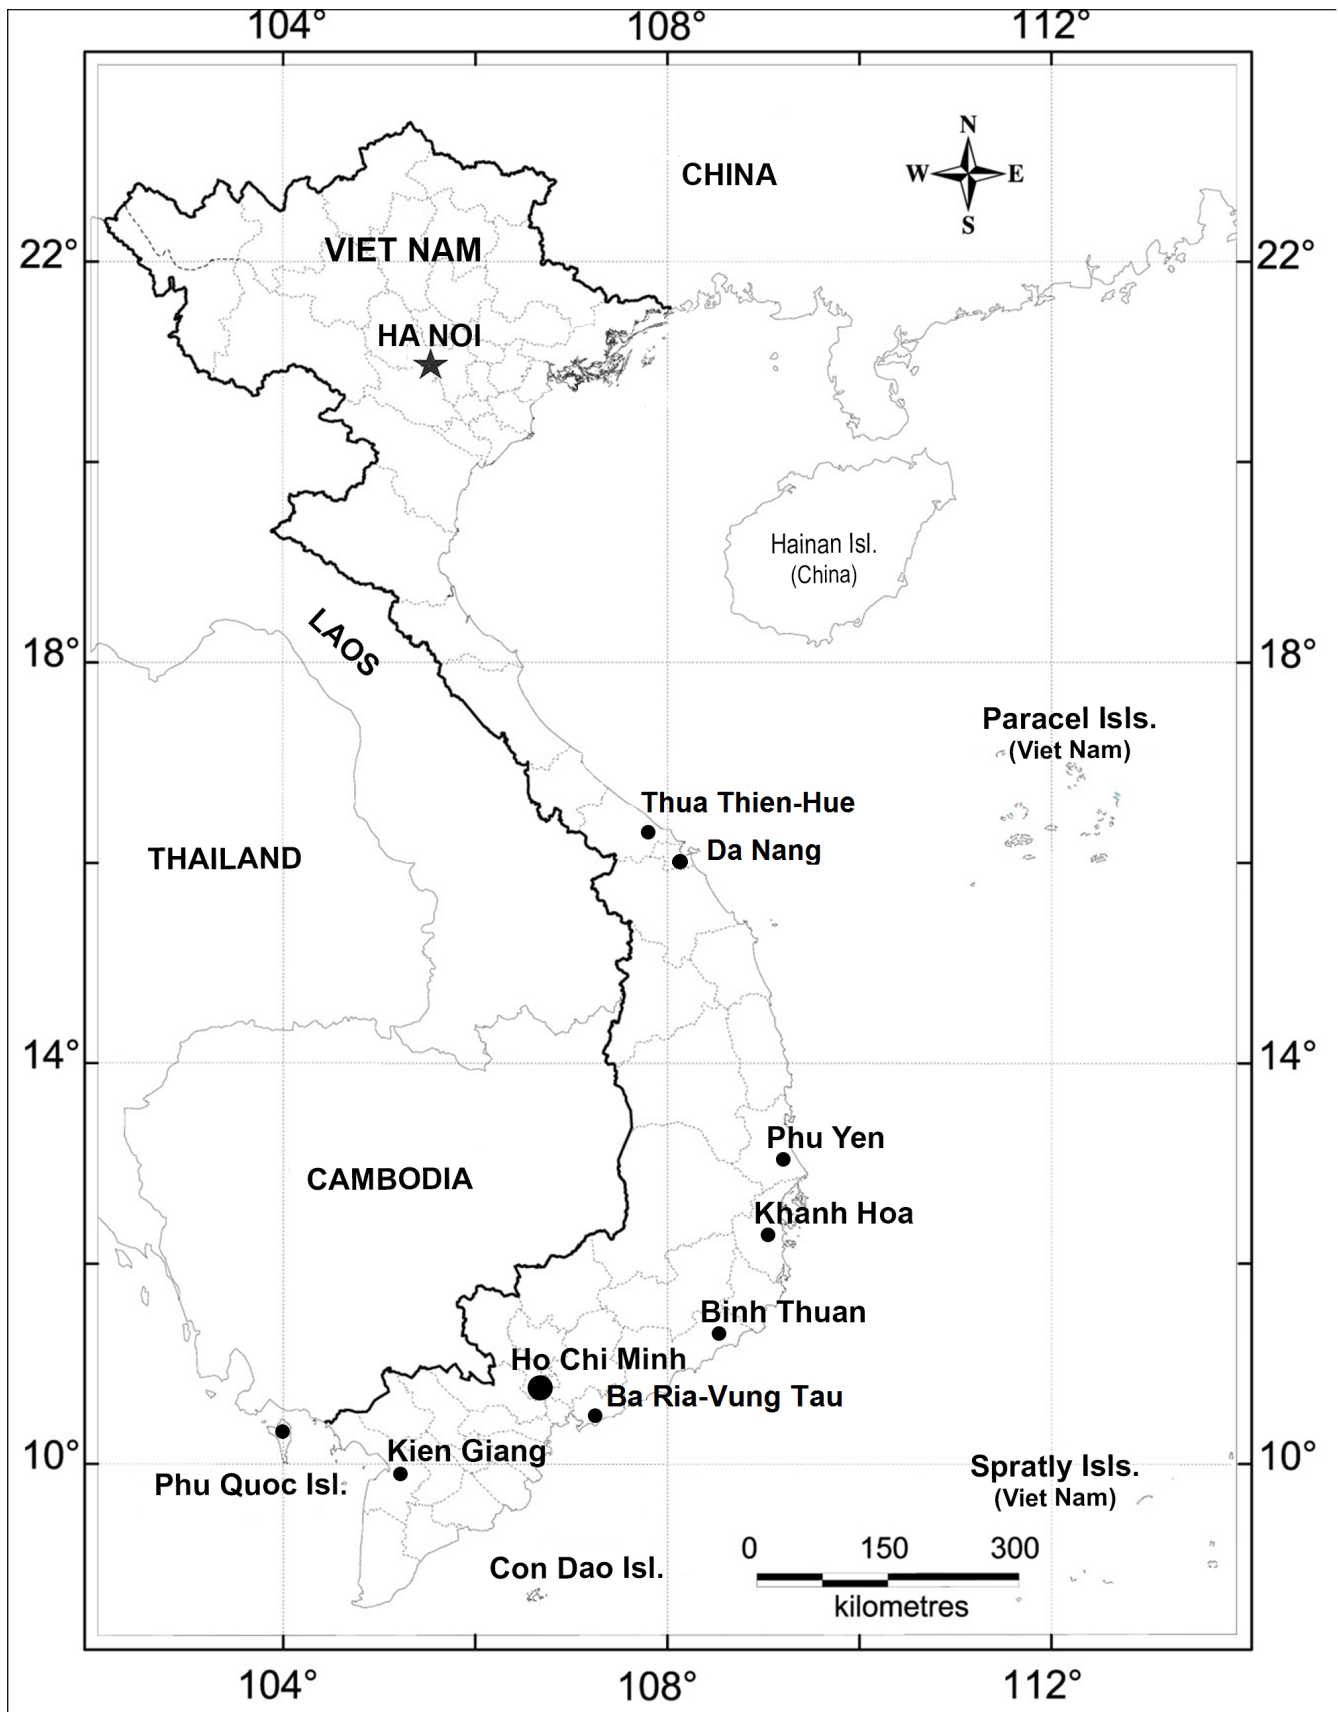 104°
108°
112°
N
W
E
S
CHINA
VIET NAM
22°
22°
HA NOI
Hainan Isl.
(China)
LAOS
18°
18°
Paracel Isls.
(Viet Nam)
Thua Thien-Hue
Da Nang
THAILAND
14°
14°
Phu Yen
CAMBODIA
Khanh Hoa
Binh Thuan
Ho Chi Minh
Ba Ria-Vung Tau
Kien Giang
10°
10°
Phu Quoc Isl.
Spratly Isls.
(Viet Nam)
Con Dao Isl.
0
150
300
kilometres
104°
108°
112°